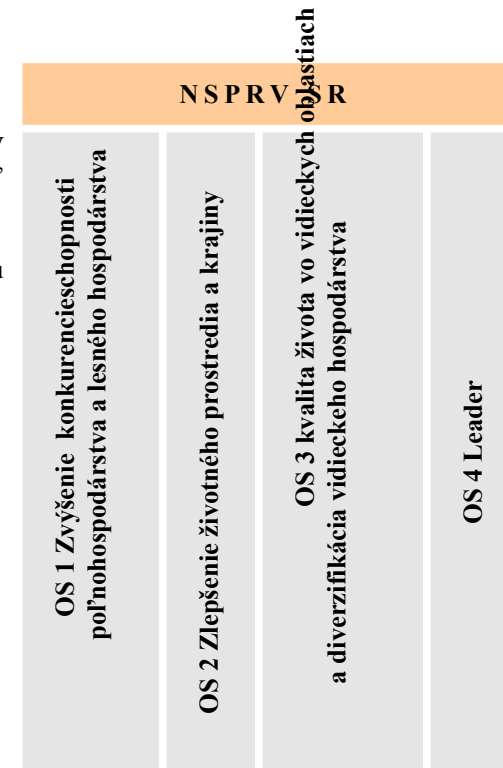 NSPRV SR
OS 1 Zvýšenie konkurencieschopnosti
poľnohospodárstva a lesného hospodárstva
OS 2 Zlepšenie životného prostredia a krajiny
OS 3 kvalita života vo vidieckych oblastiach
a diverzifikácia vidieckeho hospodárstva
OS 4 Leader